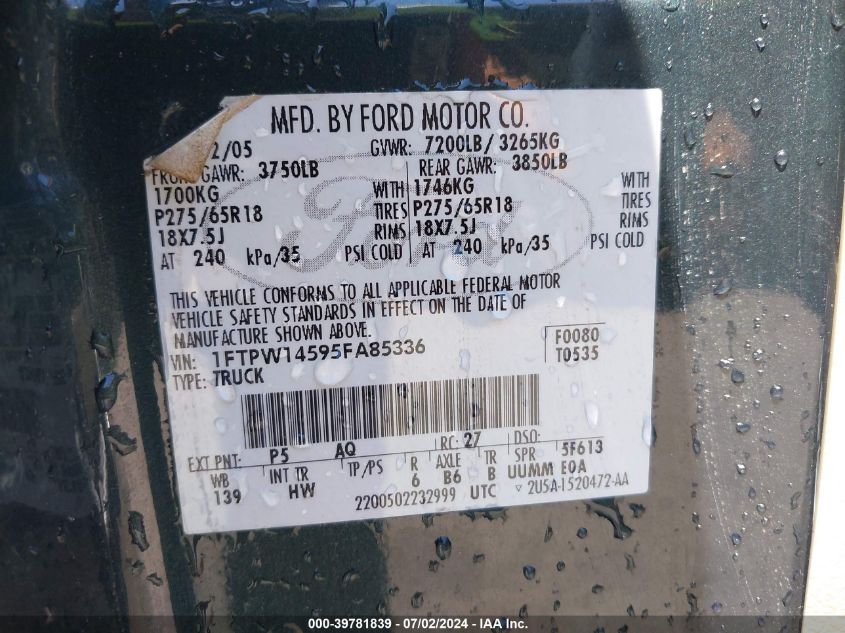 MFD. BY FORD MOTOR CO.
2/05 GVWR: 7200LB/ 3265KG
FRONT GAWR: 3750LB REAR GAWR: 3850LB
1700KG WITH 1746KG WITH
P275/65R18 TIRES P275/65R18 TIRES
18X7.5J RIMS 18X7.5J RIMS
AT 240 kPa/35 PSI COLD AT 240 kPa/35 PSI COLD
Ford
THIS VEHICLE CONFORMS TO ALL APPLICABLE FEDERAL MOTOR
VEHICLE SAFETY STANDARDS IN EFFECT ON THE DATE OF
MANUFACTURE SHOWN ABOVE.
VIN: 1FTPW14595FA85336 F0080
TYPE: TRUCK T0535
EXT PNT: P5 AQ RC: 27 DSO:
WB INT TR TP/PS R AXLE TR SPR 5F613
139 HW 6 B6 B UUMM EOA
2200502232999 UTC ▽ 2U5A-1520472-AA
000-39781839 / 07/02/2024 - IAA Inc.